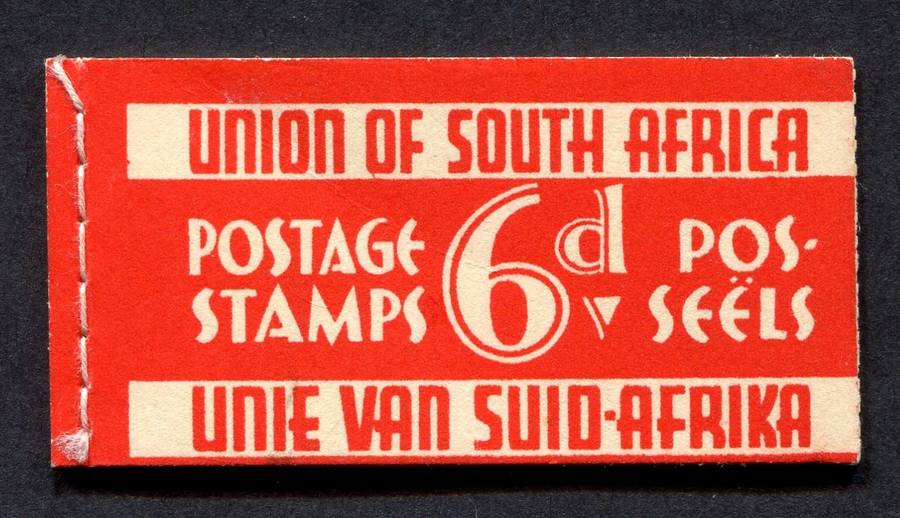 UNION OF SOUTH AFRICA
POSTAGE 6d POS-
STAMPS SEËLS
UNIE VAN SUID-AFRIKA